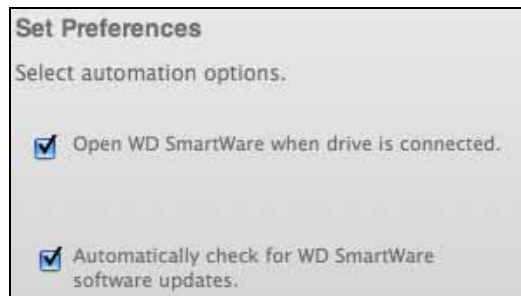 Set Preferences
Select automation options.
Open WD SmartWare when drive is connected.
Automatically check for WD SmartWare
software updates.